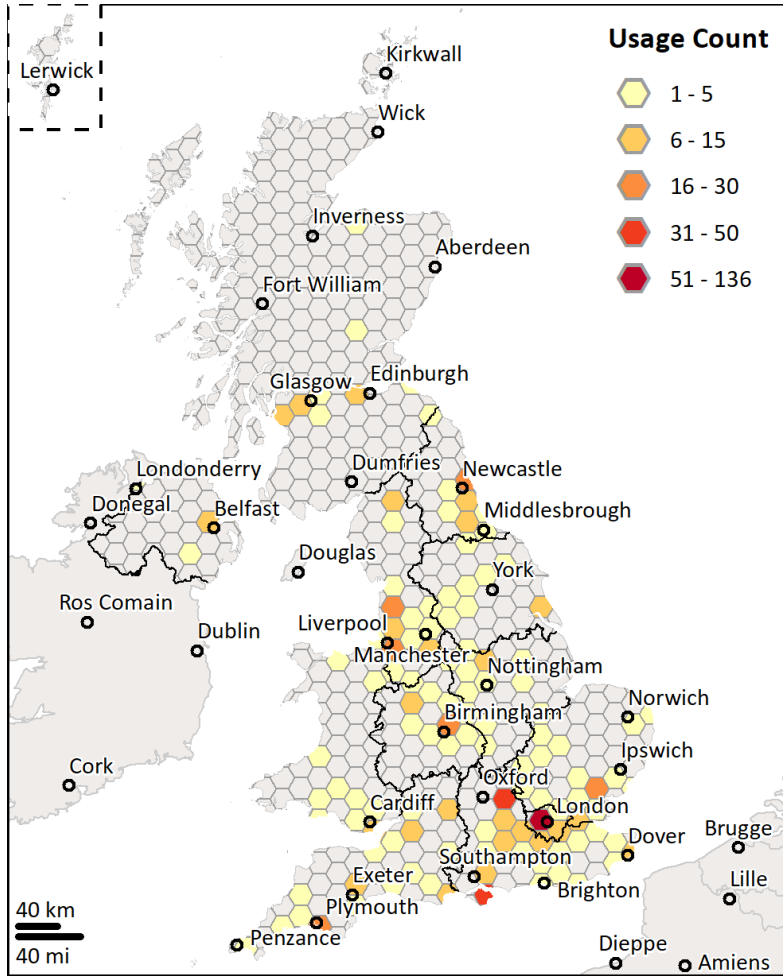 Usage Count
1 - 5
6 - 15
16 - 30
31 - 50
51 - 136
Lerwick
Kirkwall
Wick
Inverness
Aberdeen
Fort William
Glasgow
Edinburgh
Londonderry
Dumfries
Newcastle
Donegal
Belfast
Middlesbrough
Douglas
York
Ros Comain
Liverpool
Dublin
Manchester
Nottingham
Norwich
Birmingham
Ipswich
Cork
Oxford
Cardiff
London
Dover
Brugge
Southampton
Exeter
Brighton
Lille
Plymouth
40 km
40 mi
Penzance
Dieppe
Amiens